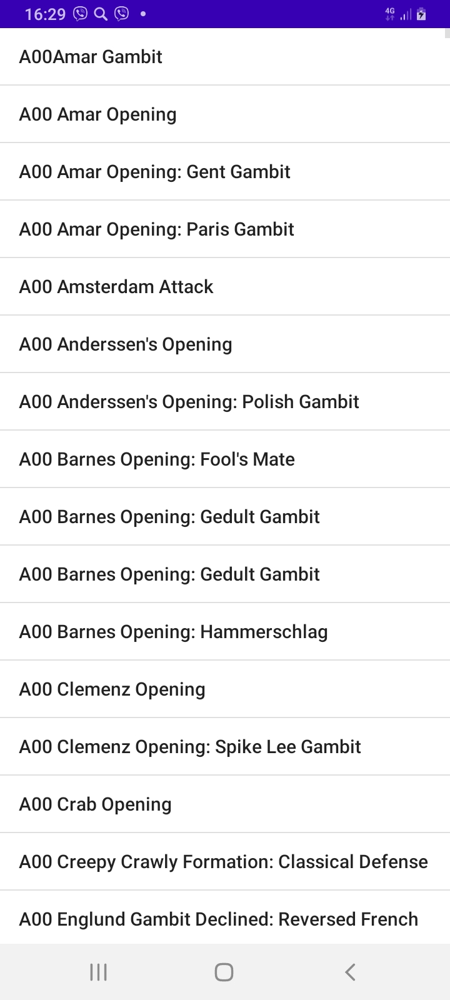 16:29
4G
A00Amar Gambit
A00 Amar Opening
A00 Amar Opening: Gent Gambit
A00 Amar Opening: Paris Gambit
A00 Amsterdam Attack
A00 Anderssen's Opening
A00 Anderssen's Opening: Polish Gambit
A00 Barnes Opening: Fool's Mate
A00 Barnes Opening: Gedult Gambit
A00 Barnes Opening: Gedult Gambit
A00 Barnes Opening: Hammerschlag
A00 Clemenz Opening
A00 Clemenz Opening: Spike Lee Gambit
A00 Crab Opening
A00 Creepy Crawly Formation: Classical Defense
A00 Englund Gambit Declined: Reversed French